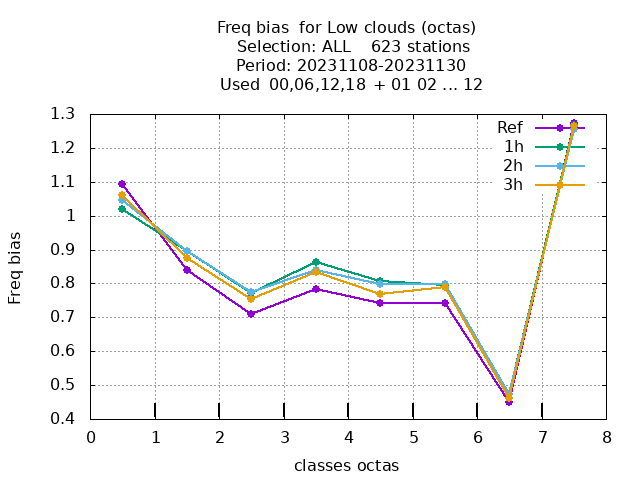 Freq bias  for Low clouds (octas)
Selection: ALL    623 stations
Period: 20231108-20231130
Used  00,06,12,18  + 01 02 ... 12
Ref
1h
2h
3h
1.3
1.2
1.1
1
0.9
0.8
0.7
0.6
0.5
0.4
Freq bias
0 1 2 3 4 5 6 7 8
classes octas